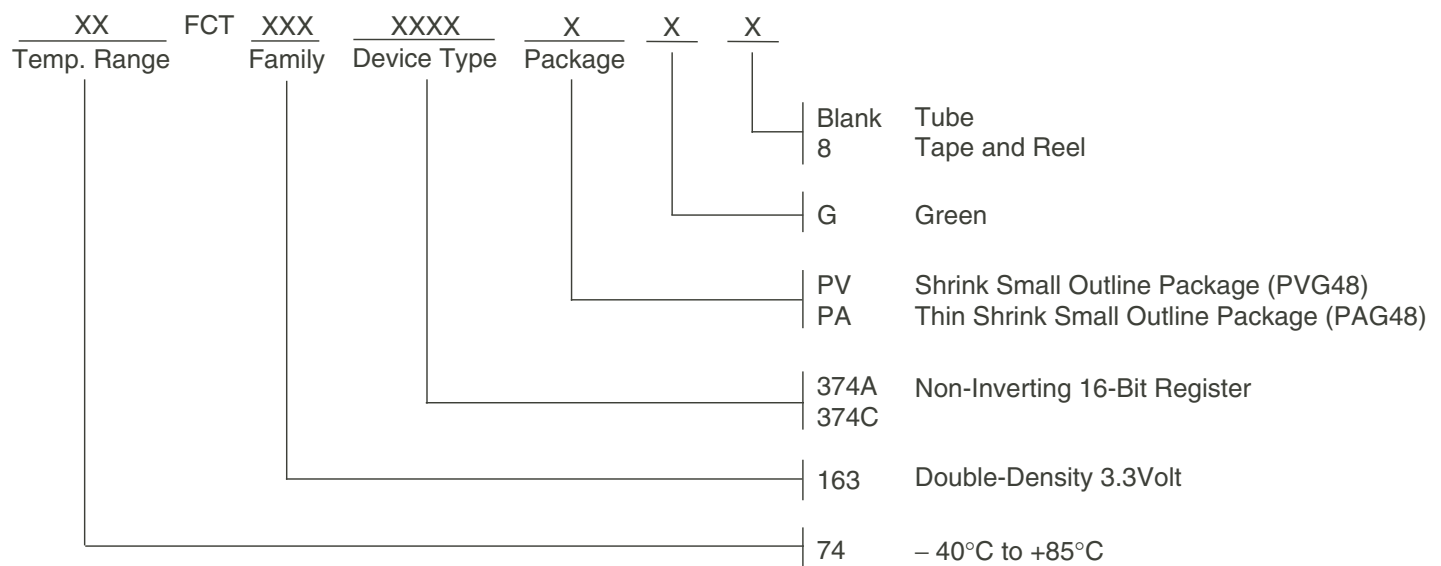 XX FCT XXX XXXX X X X
Temp. Range Family Device Type Package
Blank Tube
8 Tape and Reel
G Green
PV Shrink Small Outline Package (PVG48)
PA Thin Shrink Small Outline Package (PAG48)
374A Non-Inverting 16-Bit Register
374C
163 Double-Density 3.3Volt
74 – 40°C to +85°C